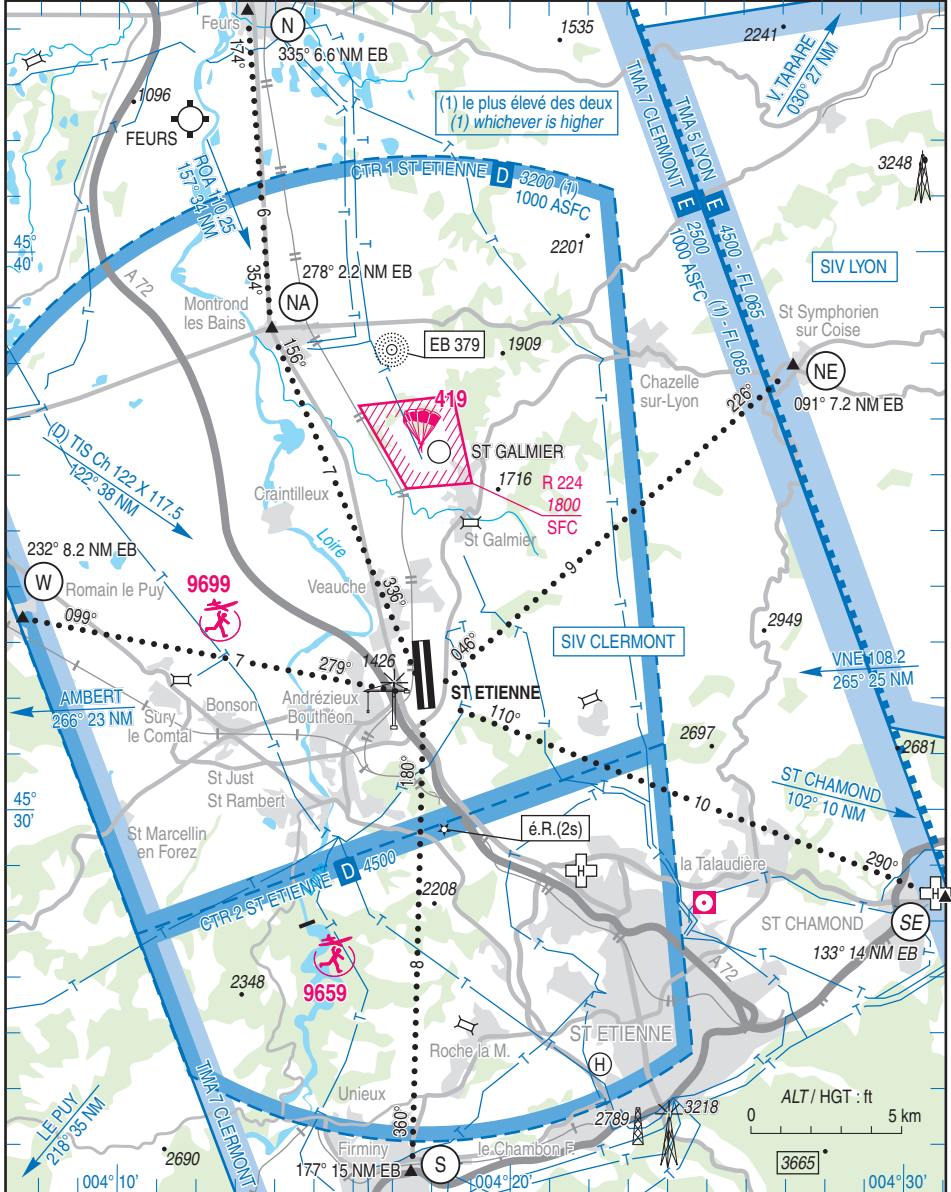 Feurs
N
335° 6.6 NM EB
174°
1535
2241
V. TARARE
030° 27 NM
1096
FEURS
(1) le plus élevé des deux
(1) whichever is higher
TMA 7 CLERMONT
TMA 5 LYON
3248
ROA 110.25
157° 34 NM
CTR 1 ST ETIENNE D 3200 (1)
1000 ASFC
6
E
E
2500
1000 ASFC (1) - FL 085
4500 - FL 065
45°
40'
2201
SIV LYON
A 72
354°
278° 2.2 NM EB
NA
Montrond
les Bains
St Symphorien
sur Coise
156°
EB 379
1909
NE
Chazelle
sur-Lyon
226°
091° 7.2 NM EB
419
(D) TIS Ch 122 X 117.5
122° 38 NM
7
ST GALMIER
1716
R 224
1800
SFC
Craintilleux
Loire
St Galmier
232° 8.2 NM EB
W
Romain le Puy
9699
Veauche
336°
9
099°
7
279°
1426
046°
SIV CLERMONT
2949
VNE 108.2
265° 25 NM
AMBERT
266° 23 NM
Sury
le Comtal
Bonson
Andrézieux
Bouthéon
ST ETIENNE
110°
2697
2681
180°
St Just
St Rambert
ST CHAMOND
102° 10 NM
10
45°
30'
St Marcellin
en Forez
é.R.(2s)
la Talaudière
290°
H
H
CTR 2 ST ETIENNE D 4500
2208
ST CHAMOND
SE
133° 14 NM EB
8
A 72
2348
9659
ST ETIENNE
Roche la M.
H
TMA 7 CLERMONT
Unieux
LE PUY
218° 35 NM
360°
2789
3218
ALT / HGT : ft
0
5 km
2690
Firminy
le Chambon F.
177° 15 NM EB
S
3665
004° 10'
004° 20'
004° 30'